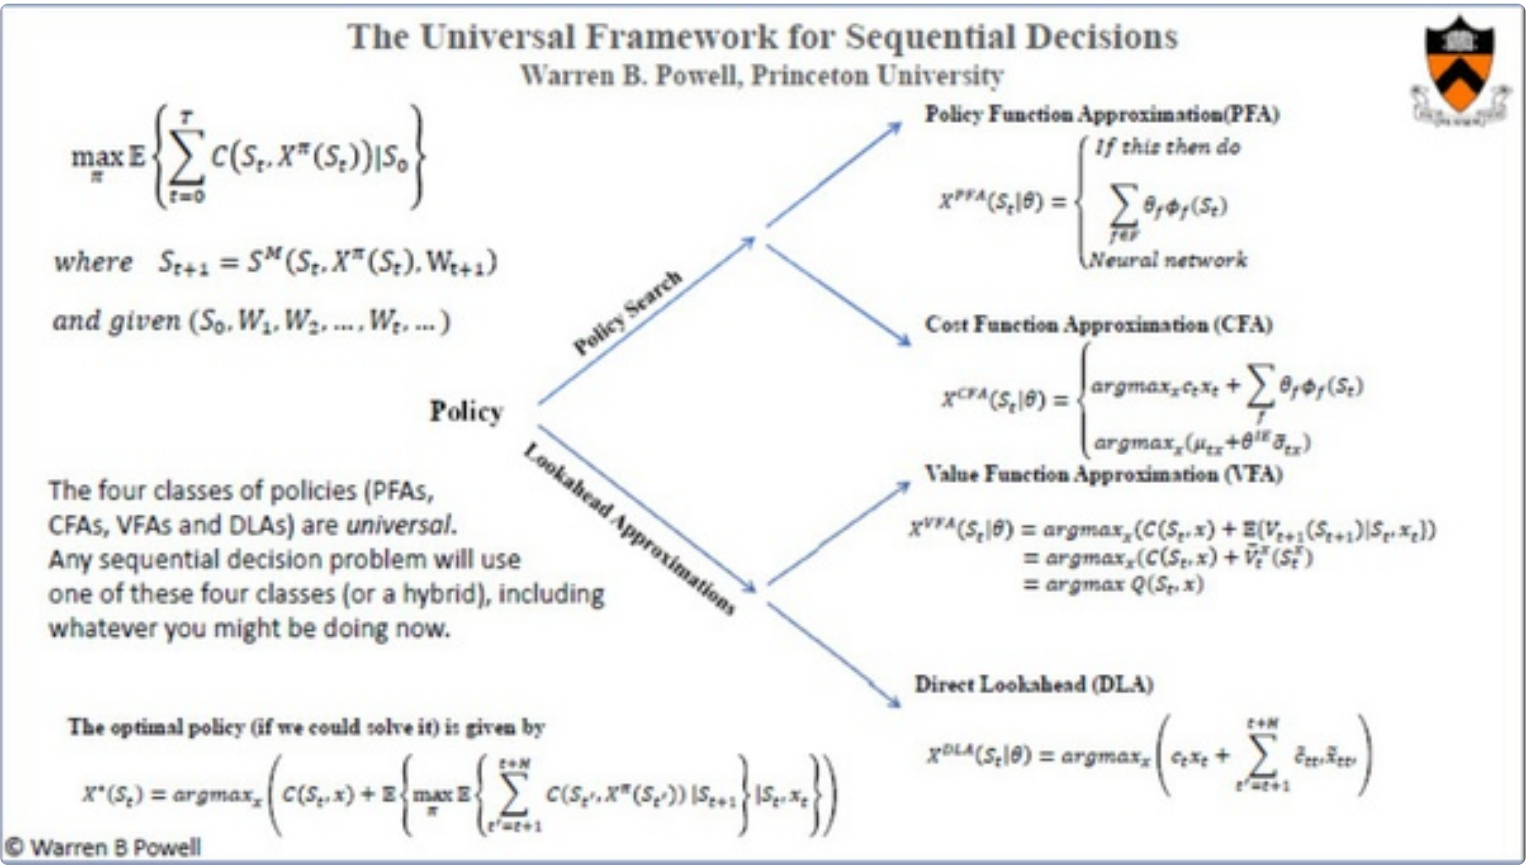 The Universal Framework for Sequential Decisions
Warren B. Powell, Princeton University
max_π 𝔼{∑_{t=0}^{T} C(S_t, X^π(S_t))|S_0}
where S_{t+1} = S^M(S_t, X^π(S_t), W_{t+1})
and given (S_0, W_1, W_2, ..., W_t, ...)
Policy
Policy Search
Lookahead Approximations
The four classes of policies (PFAs,
CFAs, VFAs and DLAs) are universal.
Any sequential decision problem will use
one of these four classes (or a hybrid), including
whatever you might be doing now.
The optimal policy (if we could solve it) is given by
X*(S_t) = argmax_x (C(S_t, x) + 𝔼{max_π 𝔼{∑_{t'=t+1}^{t+H} C(S_{t'}, X^π(S_{t'})) |S_{t+1}} |S_t, x_t})
© Warren B Powell
Policy Function Approximation(PFA)
If this then do
X^{PFA}(S_t|θ) = { ∑_{f∈F} θ_f ϕ_f(S_t)
Neural network
Cost Function Approximation (CFA)
X^{CFA}(S_t|θ) = { argmax_x c_t x_t + ∑_f θ_f ϕ_f(S_t)
argmax_x(μ_{tx}+θ^{IE} σ̄_{tx})
Value Function Approximation (VFA)
X^{VFA}(S_t|θ) = argmax_x(C(S_t, x) + 𝔼{V_{t+1}(S_{t+1})|S_t, x_t})
= argmax_x(C(S_t, x) + V̄_t^x(S_t^x)
= argmax Q(S_t, x)
Direct Lookahead (DLA)
X^{DLA}(S_t|θ) = argmax_x (c_t x_t + ∑_{t'=t+1}^{t+H} c̃_{tt'} x̃_{tt'})